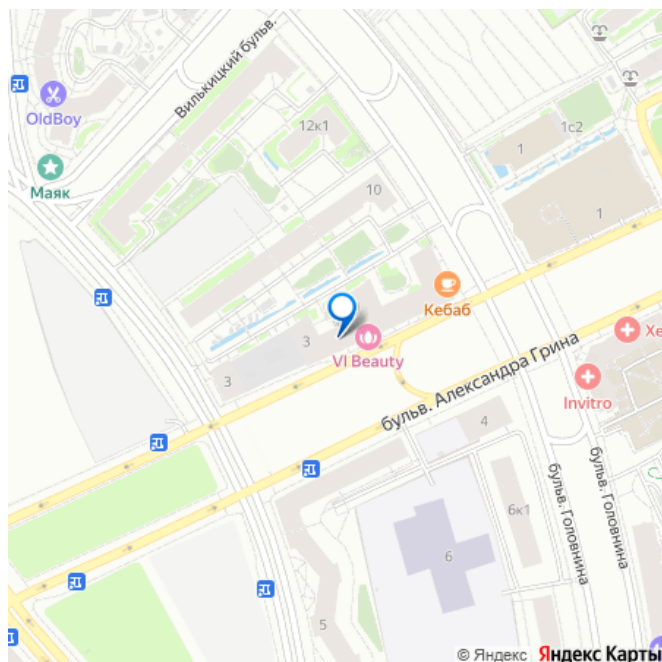 Вилькицкий бульв.
OldBoy
12к1
1с2
1
Маяк
10
1
Кебаб
3
VI Beauty
3
Хе
бульв. Александра Грина
Invitro
4
бульв. Головнина
бульв. Головнина
6к1
6
5
© Яндекс Яндекс Карты